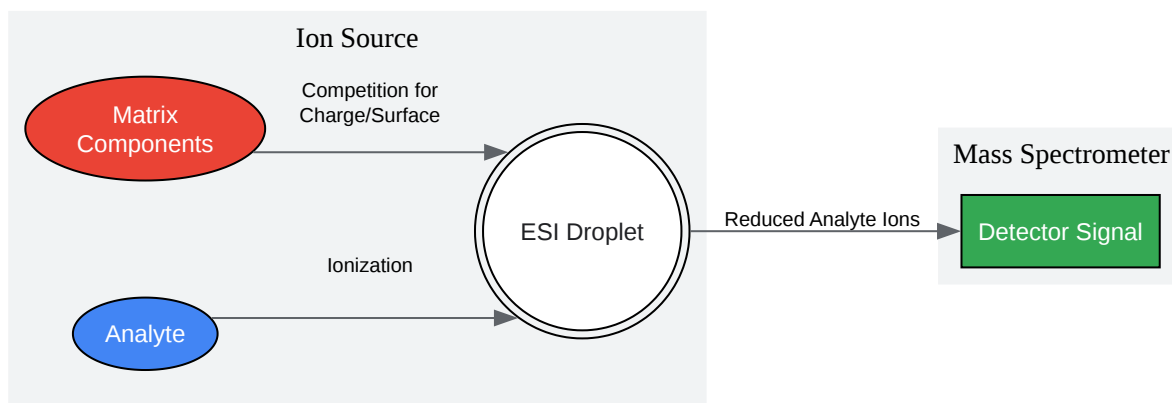 Ion Source
Matrix
Components
Competition for
Charge/Surface
ESI Droplet
Ionization
Analyte
Reduced Analyte Ions
Mass Spectrometer
Detector Signal